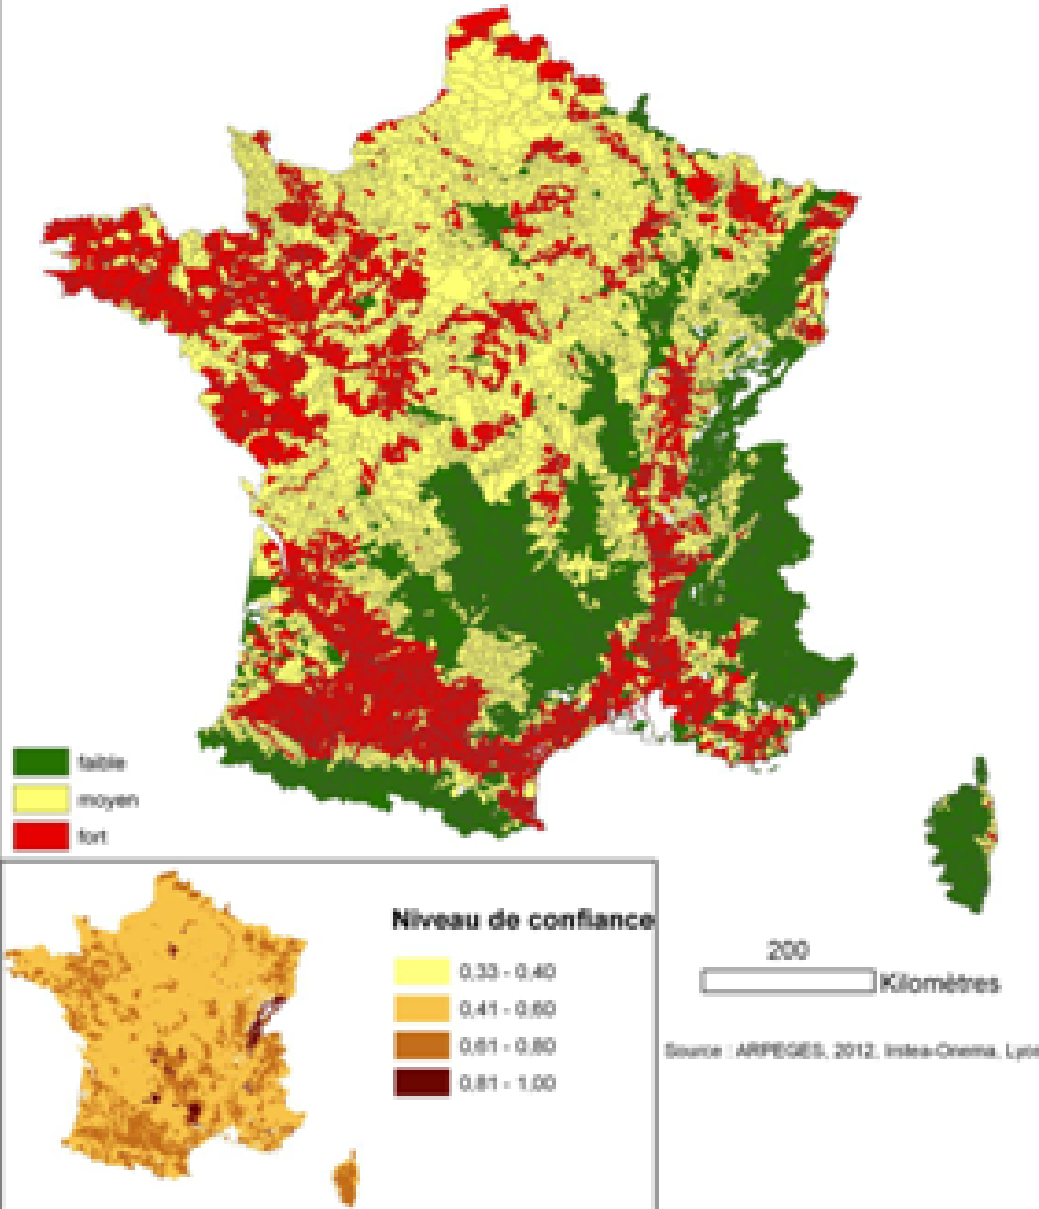 faible
moyen
fort
Niveau de confiance
0,33 - 0,40
0,41 - 0,60
0,61 - 0,80
0,81 - 1,00
200
Kilomètres
Source : ARPEGES, 2012, Irstea-Onema, Lyo